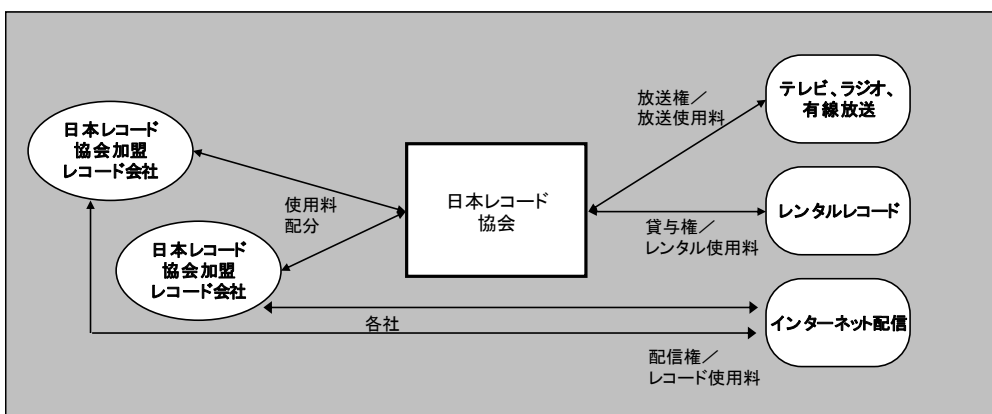 日本レコード
協会加盟
レコード会社
日本レコード
協会加盟
レコード会社
使用料
配分
各社
日本レコード
協会
放送権／
放送使用料
貸与権／
レンタル使用料
配信権／
レコード使用料
テレビ、ラジオ、
有線放送
レンタルレコード
インターネット配信